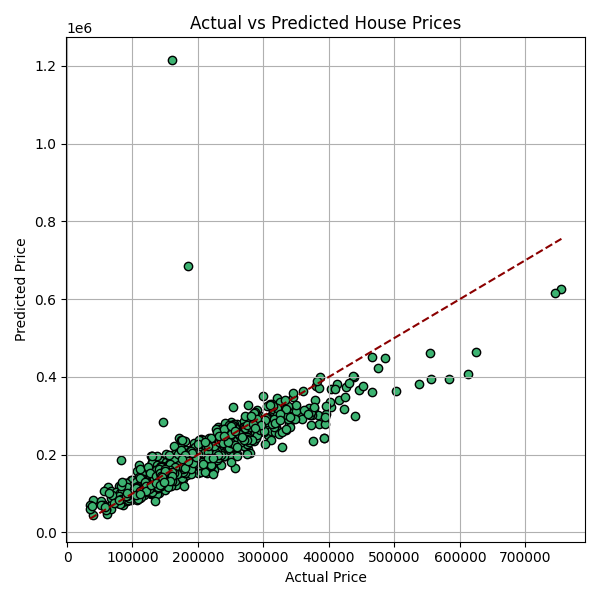 Actual vs Predicted House Prices
1e6
1.2
1.0
0.8
0.6
0.4
0.2
0.0
Predicted Price
0 100000 200000 300000 400000 500000 600000 700000
Actual Price